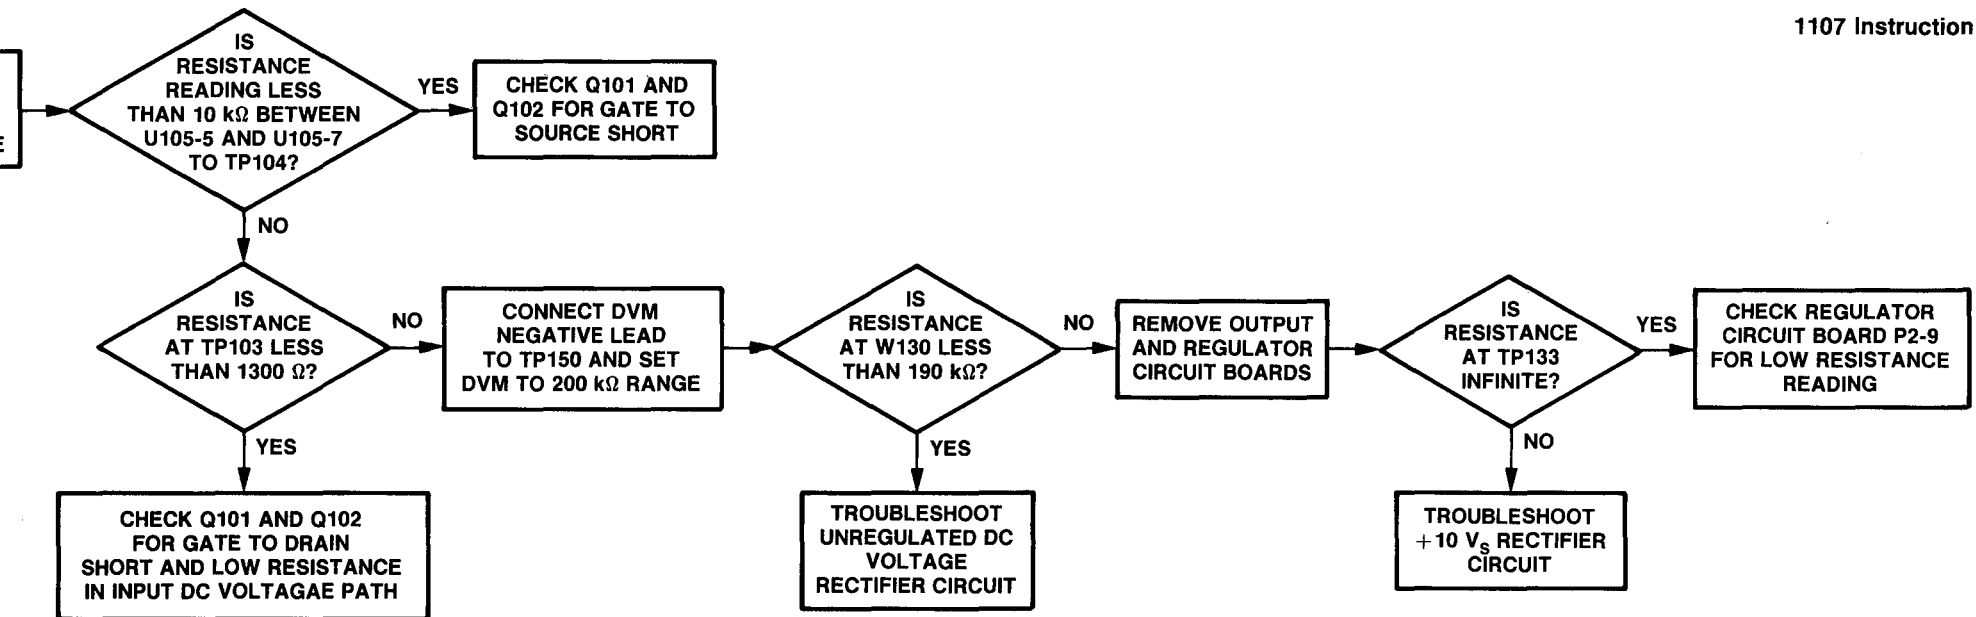 1107 Instruction
E
IS
RESISTANCE
READING LESS
THAN 10 kΩ BETWEEN
U105-5 AND U105-7
TO TP104?
YES
CHECK Q101 AND
Q102 FOR GATE TO
SOURCE SHORT
NO
IS
RESISTANCE
AT TP103 LESS
THAN 1300 Ω?
NO
CONNECT DVM
NEGATIVE LEAD
TO TP150 AND SET
DVM TO 200 kΩ RANGE
IS
RESISTANCE
AT W130 LESS
THAN 190 kΩ?
NO
REMOVE OUTPUT
AND REGULATOR
CIRCUIT BOARDS
IS
RESISTANCE
AT TP133
INFINITE?
YES
CHECK REGULATOR
CIRCUIT BOARD P2-9
FOR LOW RESISTANCE
READING
YES
CHECK Q101 AND Q102
FOR GATE TO DRAIN
SHORT AND LOW RESISTANCE
IN INPUT DC VOLTAGAE PATH
YES
TROUBLESHOOT
UNREGULATED DC
VOLTAGE
RECTIFIER CIRCUIT
NO
TROUBLESHOOT
+10 VS RECTIFIER
CIRCUIT